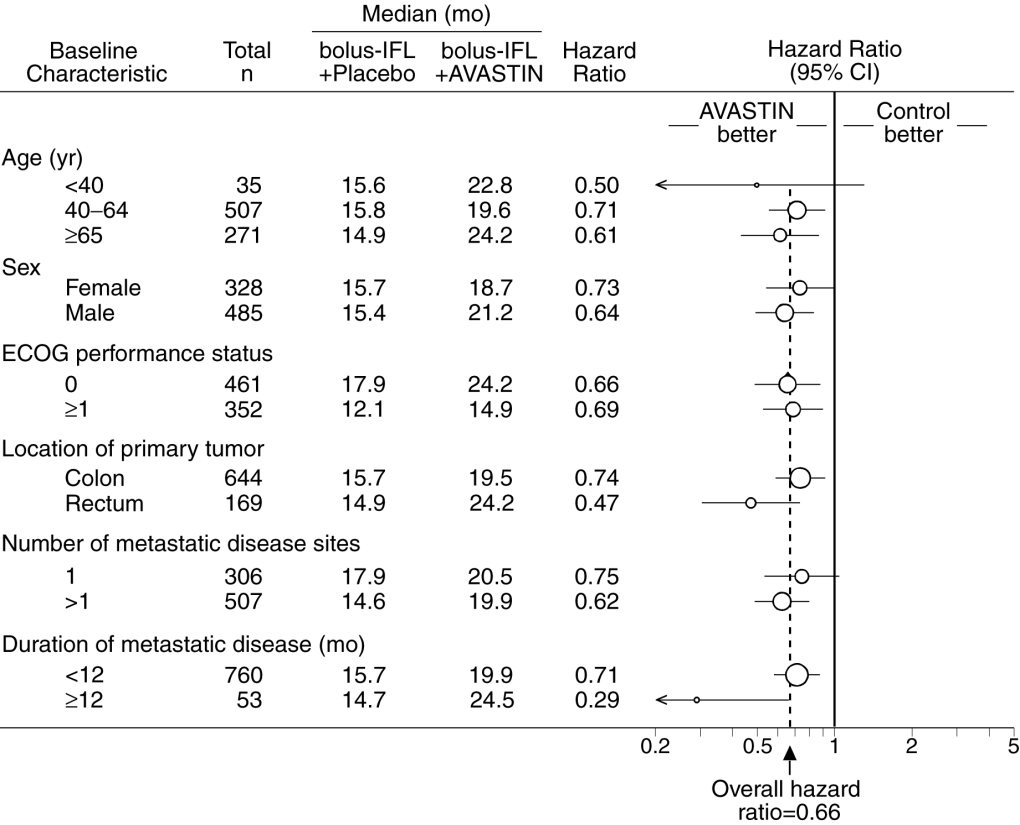 Median (mo)
Baseline Total bolus-IFL bolus-IFL Hazard Hazard Ratio
Characteristic n +Placebo +AVASTIN Ratio (95% CI)
AVASTIN Control
better better
Age (yr)
<40 35 15.6 22.8 0.50
40–64 507 15.8 19.6 0.71
≥65 271 14.9 24.2 0.61
Sex
Female 328 15.7 18.7 0.73
Male 485 15.4 21.2 0.64
ECOG performance status
0 461 17.9 24.2 0.66
≥1 352 12.1 14.9 0.69
Location of primary tumor
Colon 644 15.7 19.5 0.74
Rectum 169 14.9 24.2 0.47
Number of metastatic disease sites
1 306 17.9 20.5 0.75
>1 507 14.6 19.9 0.62
Duration of metastatic disease (mo)
<12 760 15.7 19.9 0.71
≥12 53 14.7 24.5 0.29
0.2 0.5 1 2 5
Overall hazard
ratio=0.66